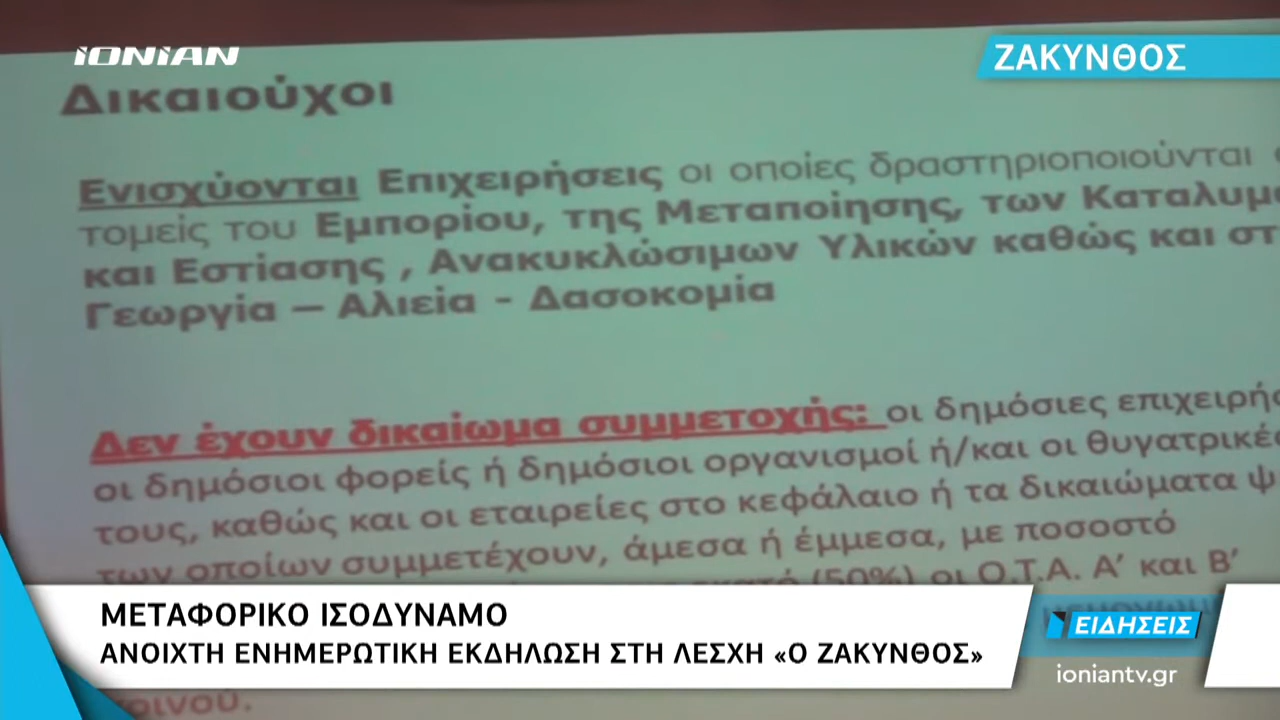 IONIAN
ΖΑΚΥΝΘΟΣ
Δικαιούχοι
Ενισχύονται Επιχειρήσεις οι οποίες δραστηριοποιούνται
τομείς του Εμπορίου, της Μεταποίησης, των Καταλυμ
και Εστίασης , Ανακυκλώσιμων Υλικών καθώς και στ
Γεωργία – Αλιεία - Δασοκομία
Δεν έχουν δικαίωμα συμμετοχής: οι δημόσιες επιχειρήσ
οι δημόσιοι φορείς ή δημόσιοι οργανισμοί ή/και οι θυγατρικές
τους, καθώς και οι εταιρείες στο κεφάλαιο ή τα δικαιώματα ψ
των οποίων συμμετέχουν, άμεσα ή έμμεσα, με ποσοστό
(50%) οι Ο.Τ.Α. Α’ και Β’
ΜΕΤΑΦΟΡΙΚΟ ΙΣΟΔΥΝΑΜΟ
ΑΝΟΙΧΤΗ ΕΝΗΜΕΡΩΤΙΚΗ ΕΚΔΗΛΩΣΗ ΣΤΗ ΛΕΣΧΗ «Ο ΖΑΚΥΝΘΟΣ»
ΕΙΔΗΣΕΙΣ
ioniantv.gr